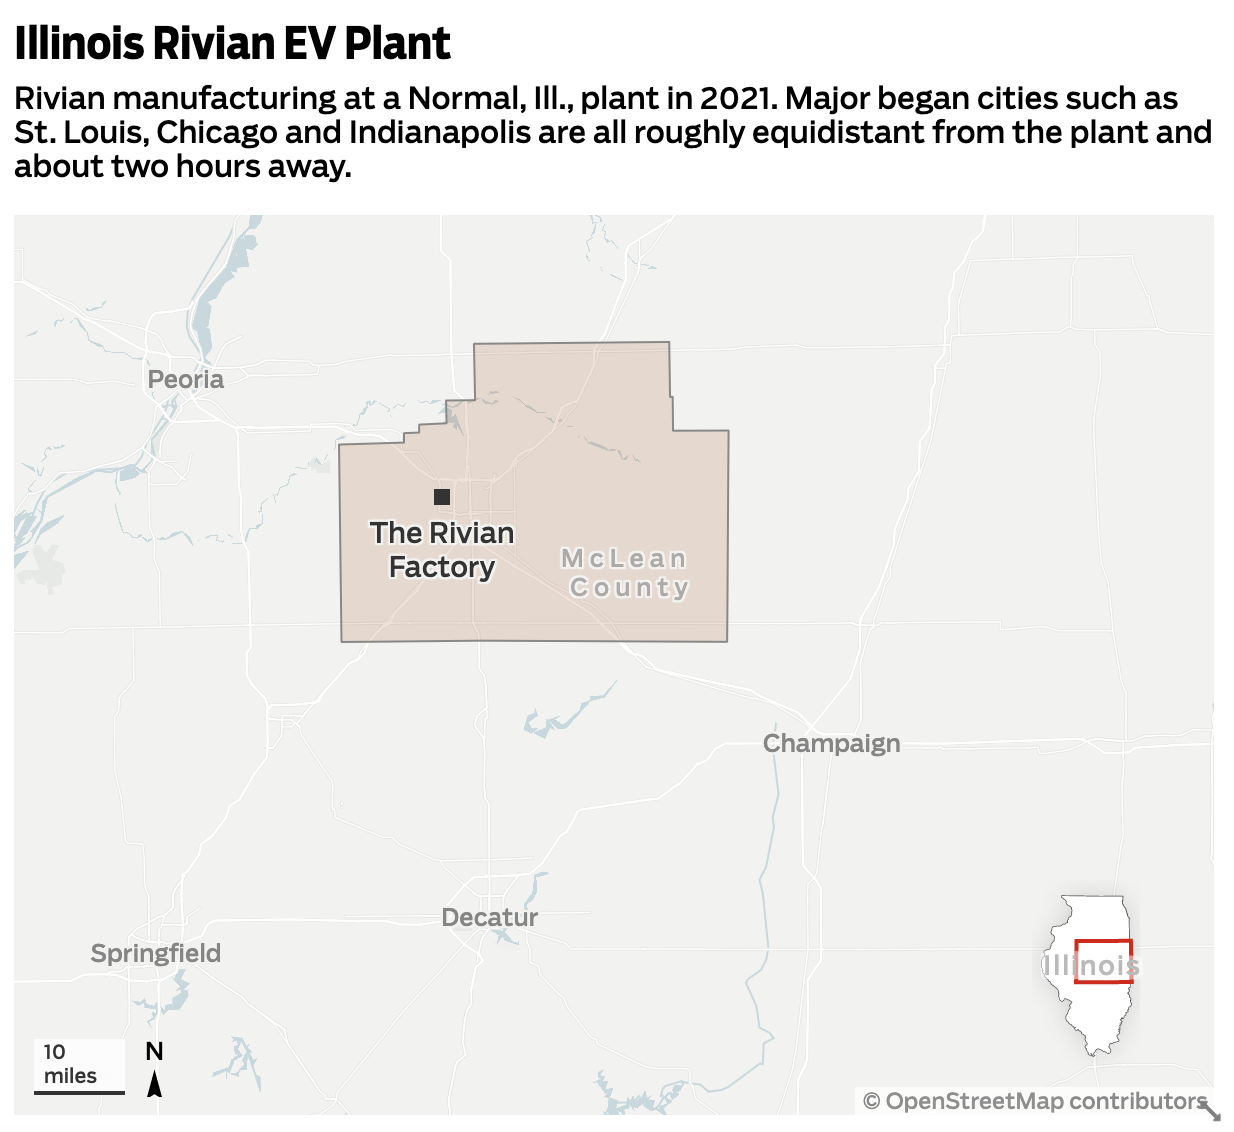 Illinois Rivian EV Plant
Rivian manufacturing at a Normal, Ill., plant in 2021. Major began cities such as
St. Louis, Chicago and Indianapolis are all roughly equidistant from the plant and
about two hours away.
Peoria
The Rivian
Factory
McLean
County
Champaign
Decatur
Springfield
Illinois
10
miles
N
© OpenStreetMap contributors